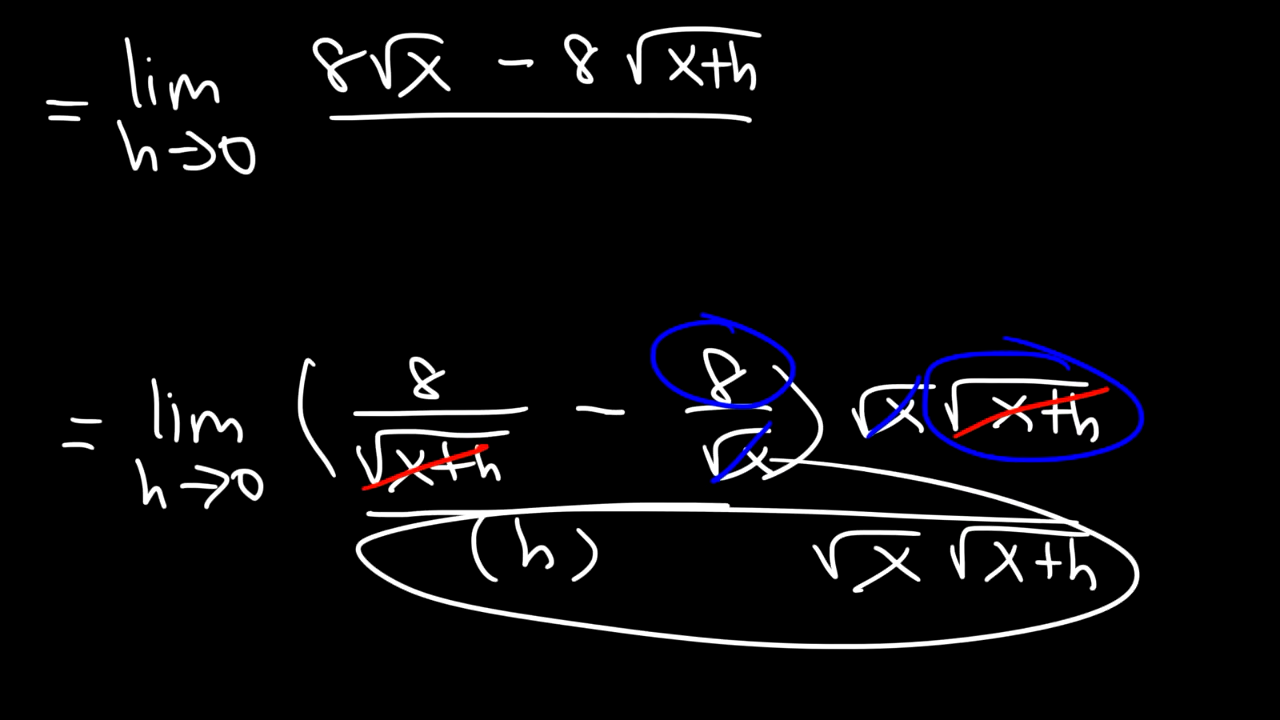 = lim h→0 8√x - 8√x+h
= lim h→0 ( 8/√x+h - 8/√x ) √x √x+h
(h) √x √x+h